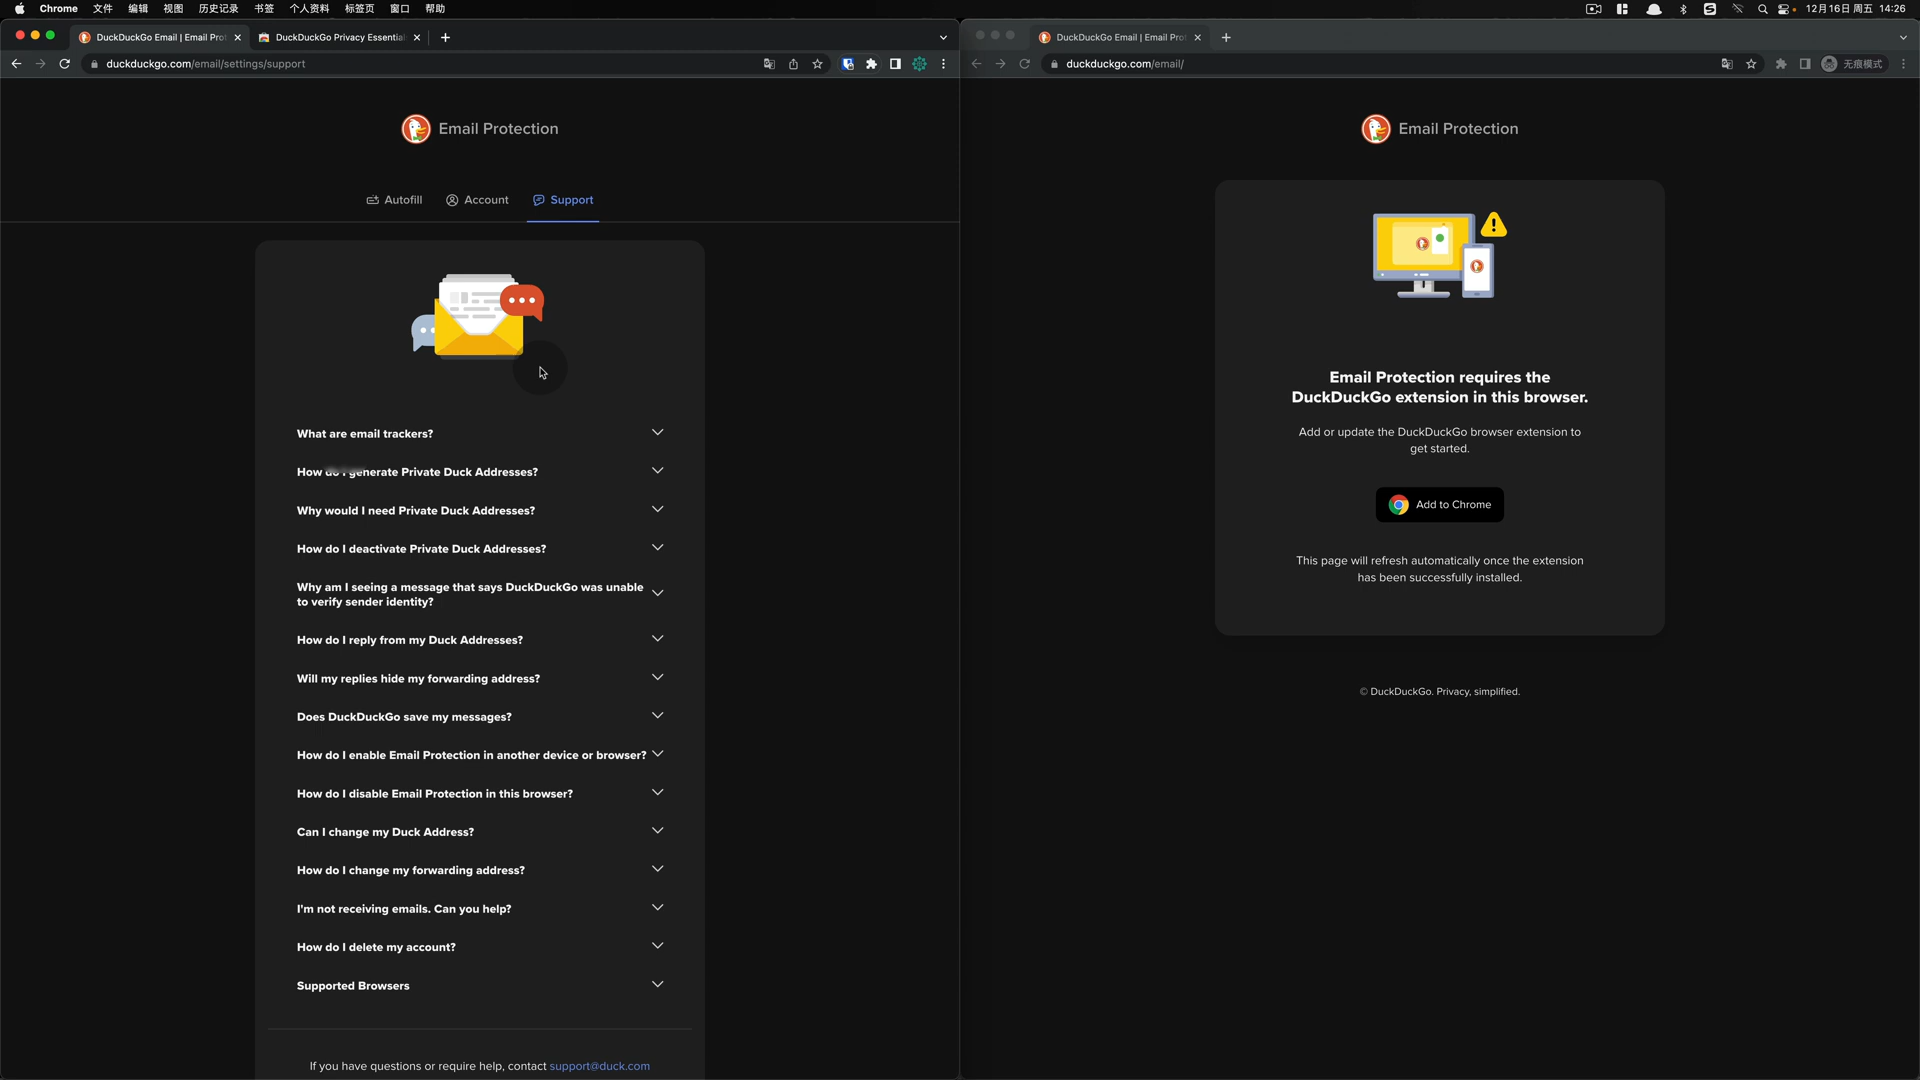 Chrome 文件 编辑 视图 历史记录 书签 个人资料 标签页 窗口 帮助
12月16日 周五 14:26
DuckDuckGo Email | Email Pro
DuckDuckGo Privacy Essential
duckduckgo.com/email/settings/support
Email Protection
Autofill
Account
Support
What are email trackers?
How do I generate Private Duck Addresses?
Why would I need Private Duck Addresses?
How do I deactivate Private Duck Addresses?
Why am I seeing a message that says DuckDuckGo was unable
to verify sender identity?
How do I reply from my Duck Addresses?
Will my replies hide my forwarding address?
Does DuckDuckGo save my messages?
How do I enable Email Protection in another device or browser?
How do I disable Email Protection in this browser?
Can I change my Duck Address?
How do I change my forwarding address?
I'm not receiving emails. Can you help?
How do I delete my account?
Supported Browsers
If you have questions or require help, contact support@duck.com
DuckDuckGo Email | Email Prot
duckduckgo.com/email/
无痕模式
Email Protection
Email Protection requires the
DuckDuckGo extension in this browser.
Add or update the DuckDuckGo browser extension to
get started.
Add to Chrome
This page will refresh automatically once the extension
has been successfully installed.
© DuckDuckGo. Privacy, simplified.